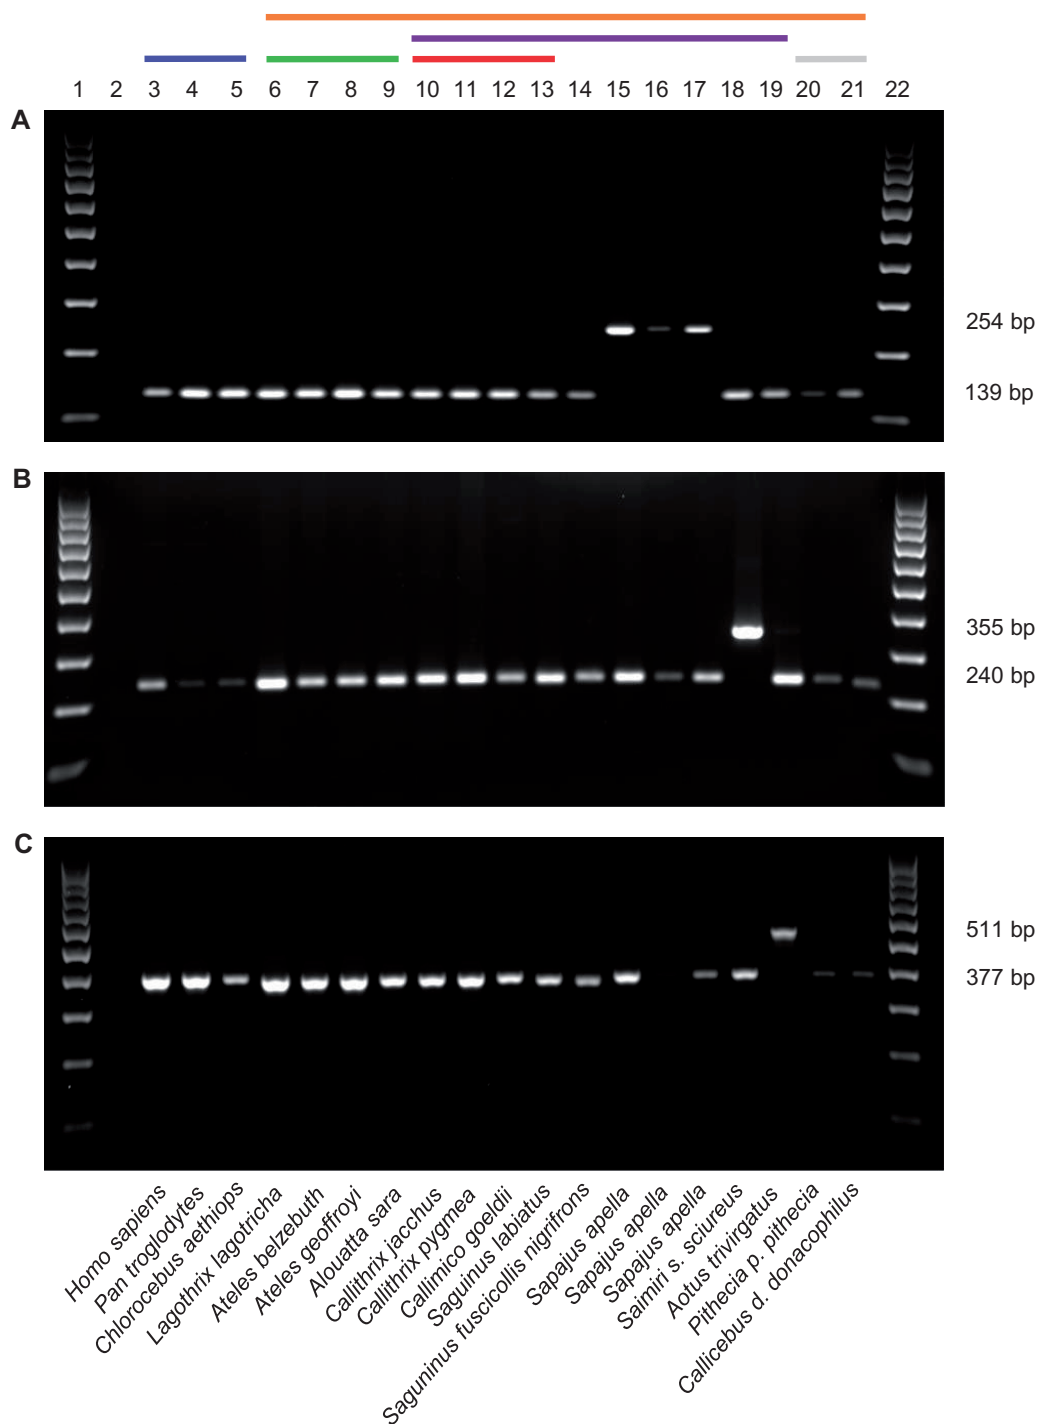 1 2 3 4 5 6 7 8 9 10 11 12 13 14 15 16 17 18 19 20 21 22
A
254 bp
139 bp
B
355 bp
240 bp
C
511 bp
377 bp
Homo sapiens
Pan troglodytes
Chlorocebus aethiops
Lagothrix lagotricha
Ateles belzebuth
Ateles geoffroyi
Alouatta sara
Callithrix jacchus
Callithrix pygmea
Callimico goeldii
Saguinus labiatus
Saguninus fuscicollis nigrifrons
Sapajus apella
Sapajus apella
Sapajus apella
Saimiri s. sciureus
Aotus trivirgatus
Pithecia p. pithecia
Callicebus d. donacophilus